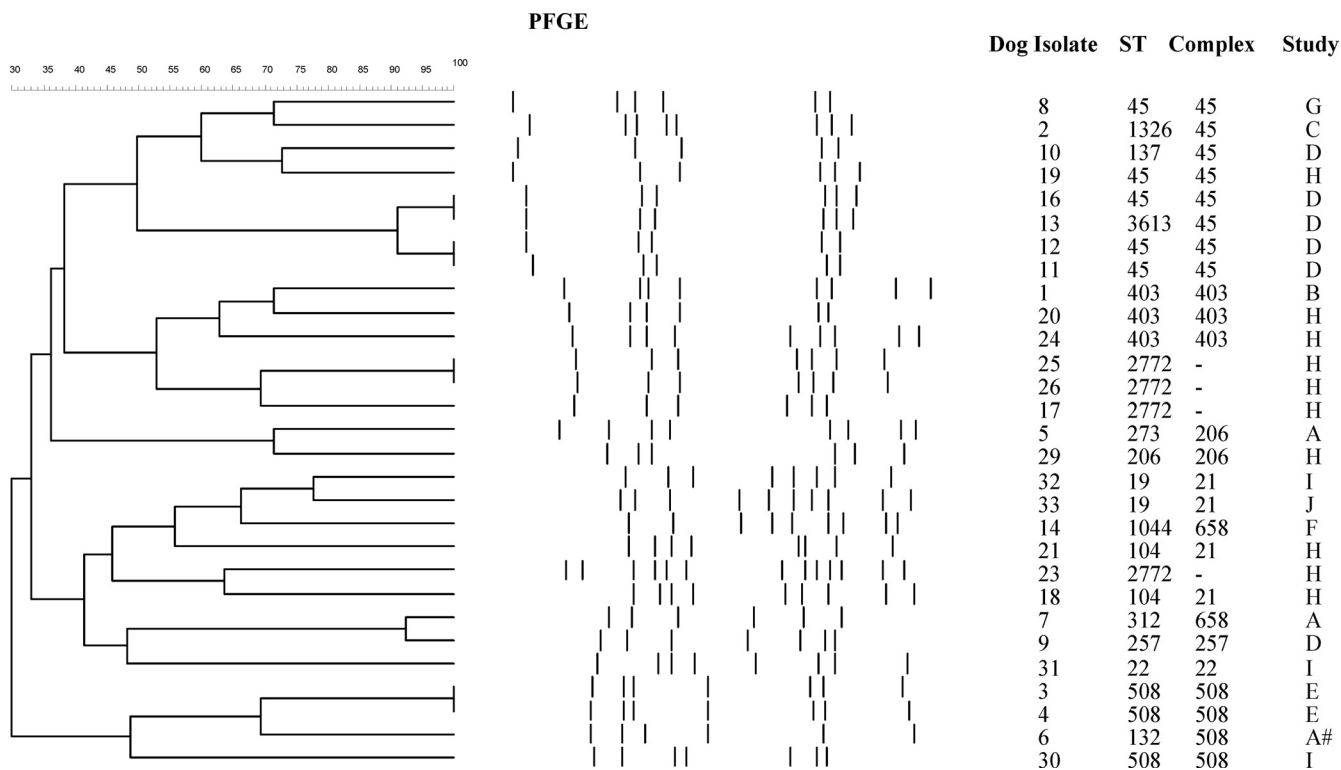 PFGE
Dog Isolate ST Complex Study
30 35 40 45 50 55 60 65 70 75 80 85 90 95 100
8 45 45 G
2 1326 45 C
10 137 45 D
19 45 45 H
16 45 45 D
13 3613 45 D
12 45 45 D
11 45 45 D
1 403 403 B
20 403 403 H
24 403 403 H
25 2772 - H
26 2772 - H
17 2772 - H
5 273 206 A
29 206 206 H
32 19 21 I
33 19 21 J
14 1044 658 F
21 104 21 H
23 2772 - H
18 104 21 H
7 312 658 A
9 257 257 D
31 22 22 I
3 508 508 E
4 508 508 E
6 132 508 A#
30 508 508 I